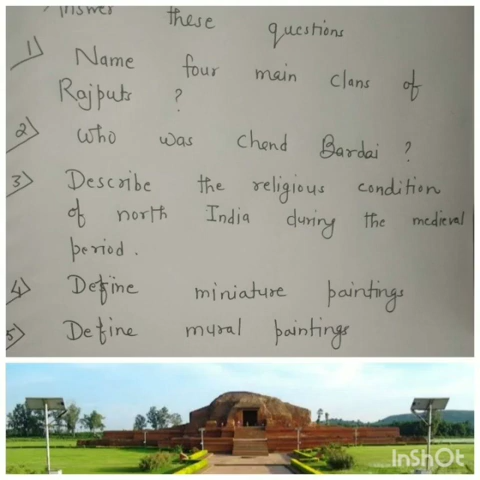 Answer these questions
1) Name four main clans of
Rajputs ?
2) who was Chand Bardai ?
3) Describe the religious condition
of north India during the medieval
period.
4) Define miniature paintings
5) Define mural paintings
InShOt